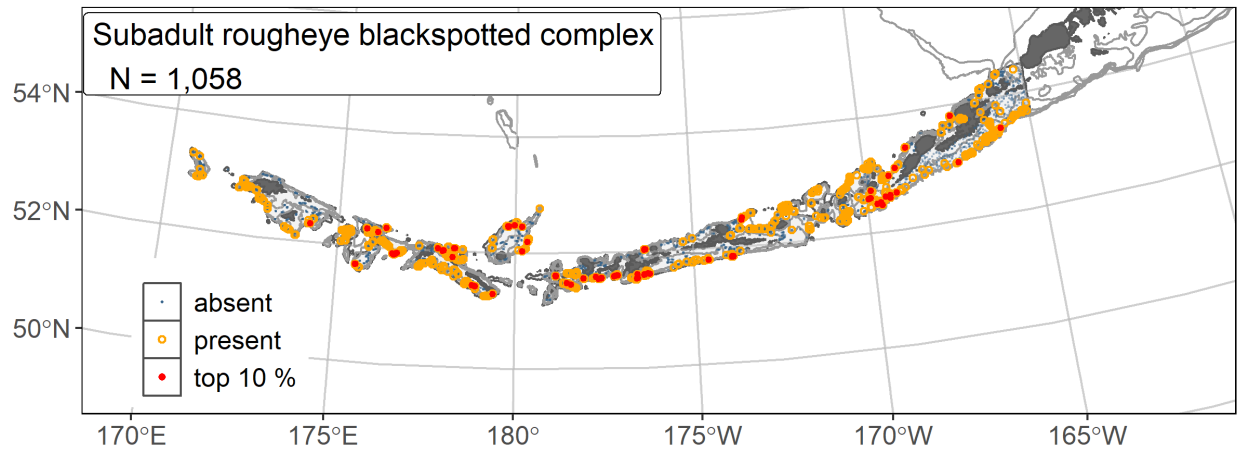 Subadult rougheye blackspotted complex
N = 1,058
54°N
52°N
50°N
absent
present
top 10 %
170°E
175°E
180°
175°W
170°W
165°W